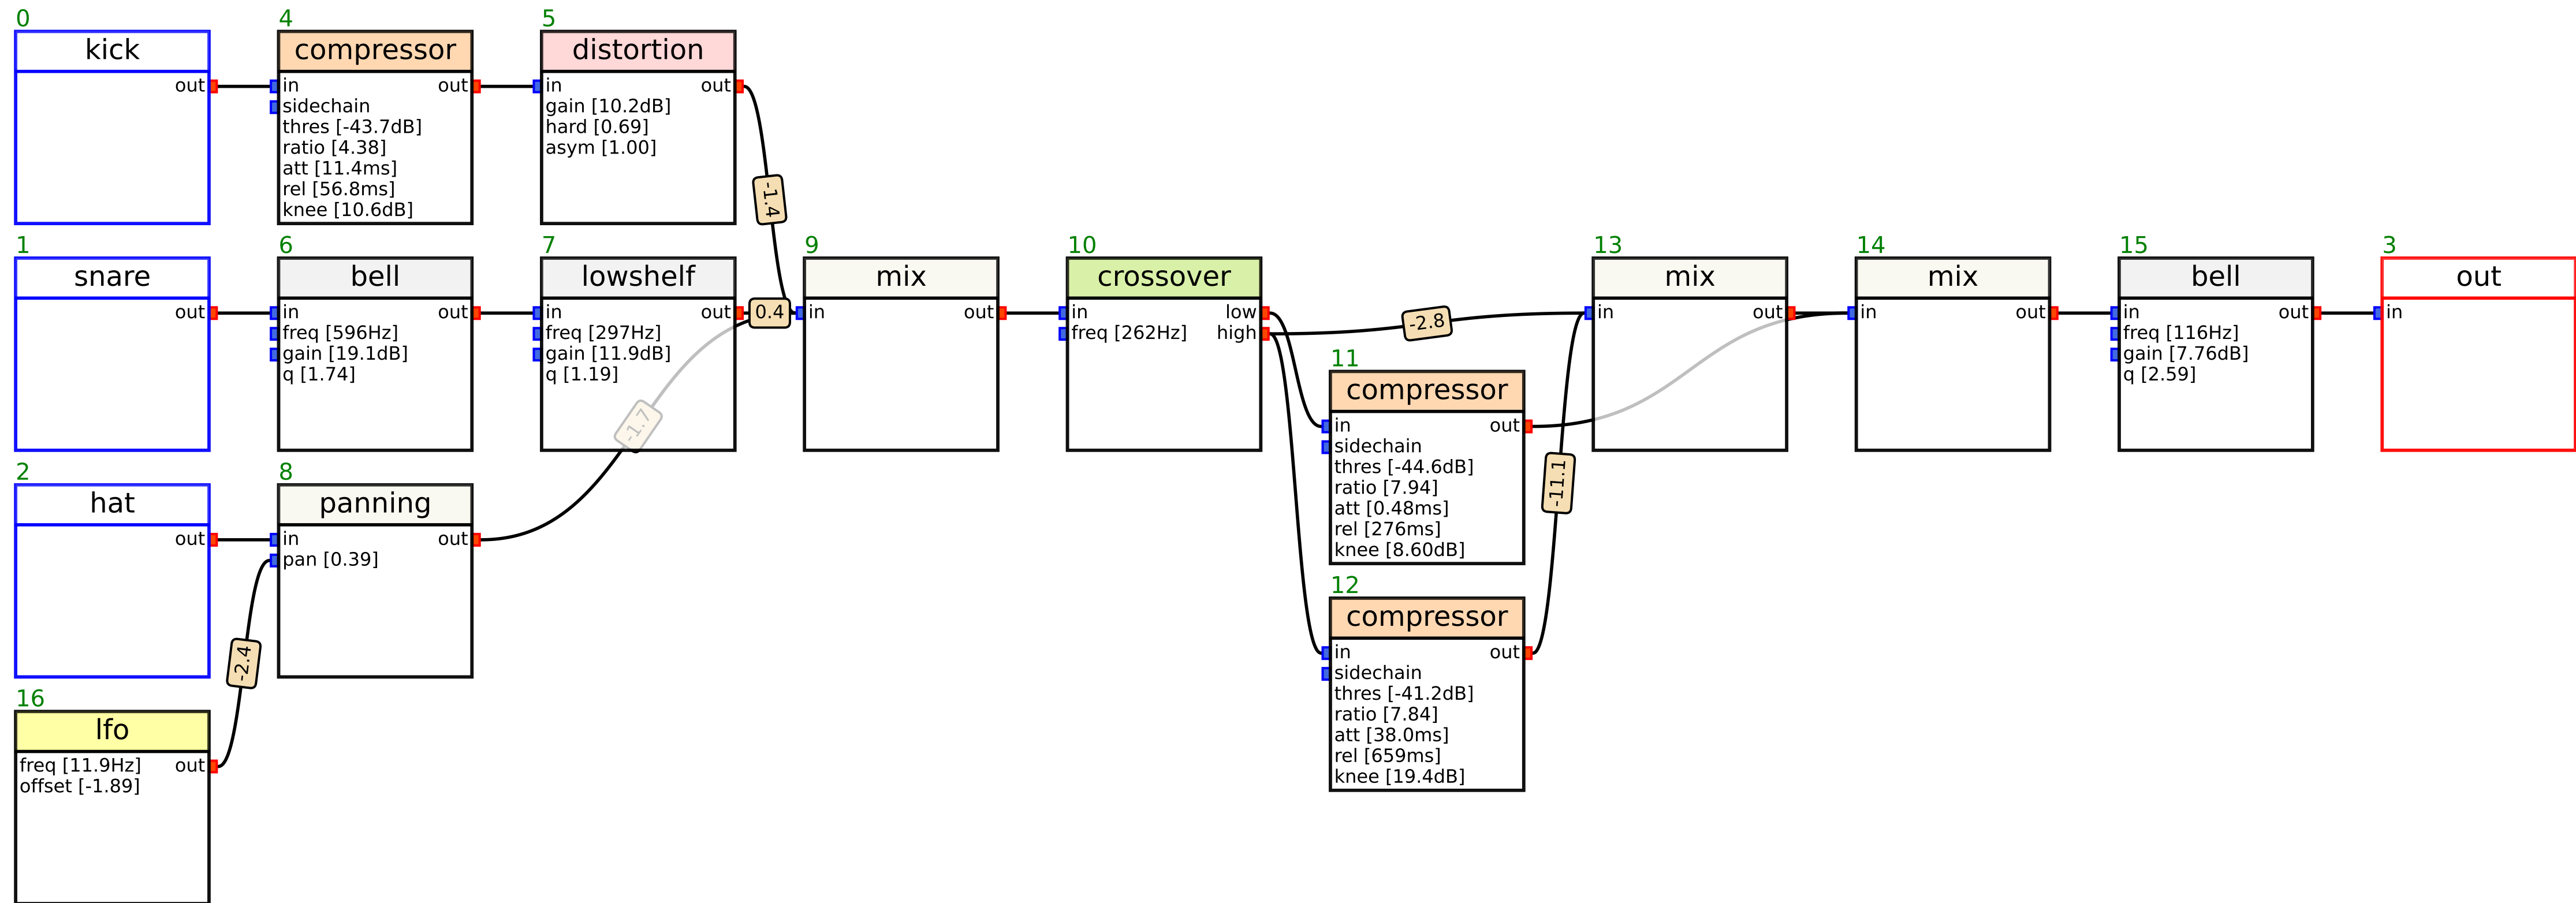 0
kick
out
4
compressor
in out
sidechain
thres [-43.7dB]
ratio [4.38]
att [11.4ms]
rel [56.8ms]
knee [10.6dB]
5
distortion
in out
gain [10.2dB]
hard [0.69]
asym [1.00]
-1.4
1
snare
out
6
bell
in out
freq [596Hz]
gain [19.1dB]
q [1.74]
7
lowshelf
in out
freq [297Hz]
gain [11.9dB]
q [1.19]
0.4
-1.7
9
mix
in out
10
crossover
in low
freq [262Hz] high
-2.8
11
compressor
in out
sidechain
thres [-44.6dB]
ratio [7.94]
att [0.48ms]
rel [276ms]
knee [8.60dB]
-11.1
12
compressor
in out
sidechain
thres [-41.2dB]
ratio [7.84]
att [38.0ms]
rel [659ms]
knee [19.4dB]
13
mix
in out
14
mix
in out
15
bell
in out
freq [116Hz]
gain [7.76dB]
q [2.59]
3
out
in
2
hat
out
8
panning
in out
pan [0.39]
-2.4
16
lfo
freq [11.9Hz] out
offset [-1.89]